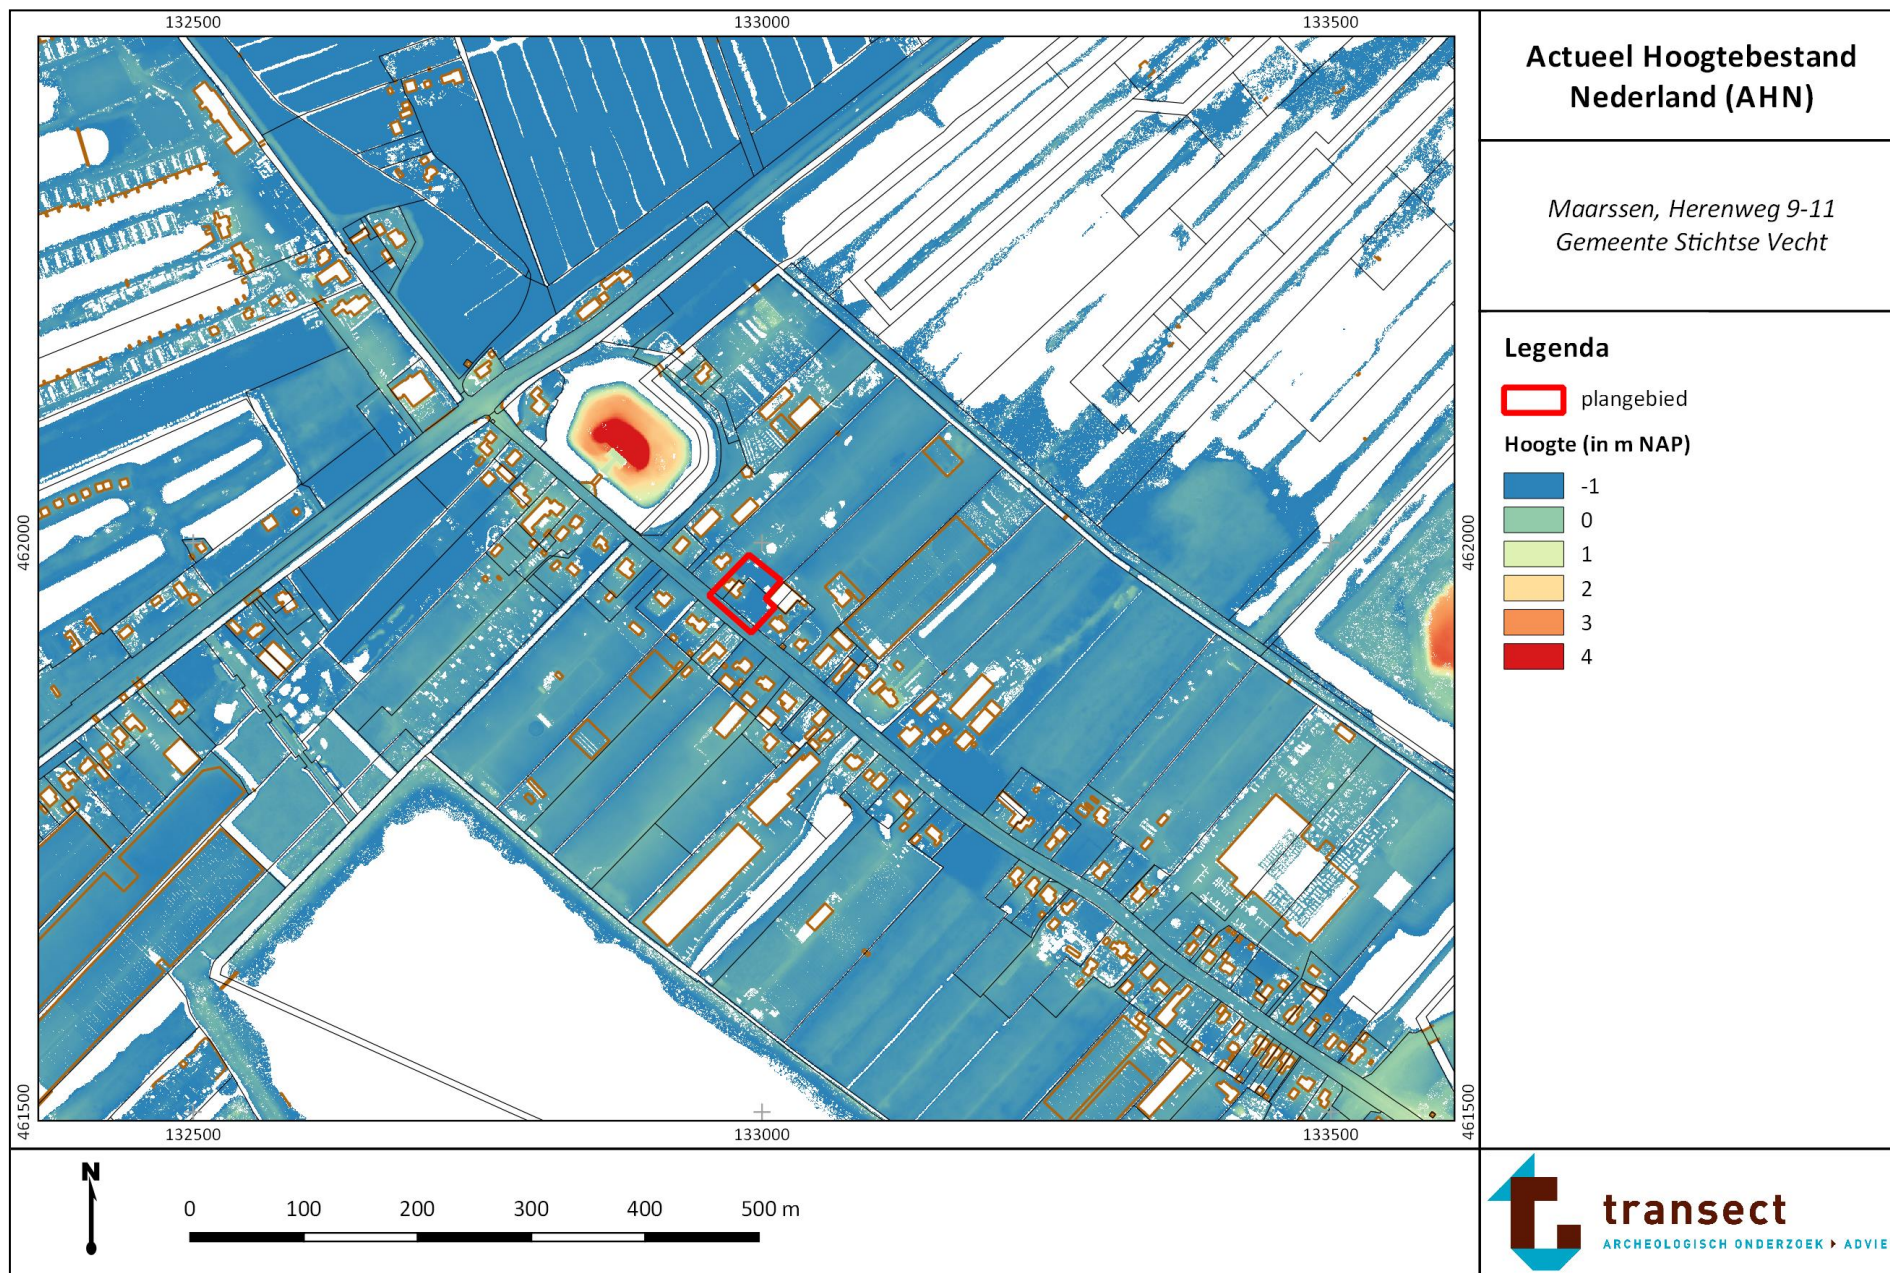 132500
133000
133500
462000
462000
461500
461500
132500
133000
133500
Actueel Hoogtebestand
Nederland (AHN)
Maarssen, Herenweg 9-11
Gemeente Stichtse Vecht
Legenda
plangebied
Hoogte (in m NAP)
-1
0
1
2
3
4
N
0
100
200
300
400
500 m
transect
ARCHEOLOGISCH ONDERZOEK ADVIE